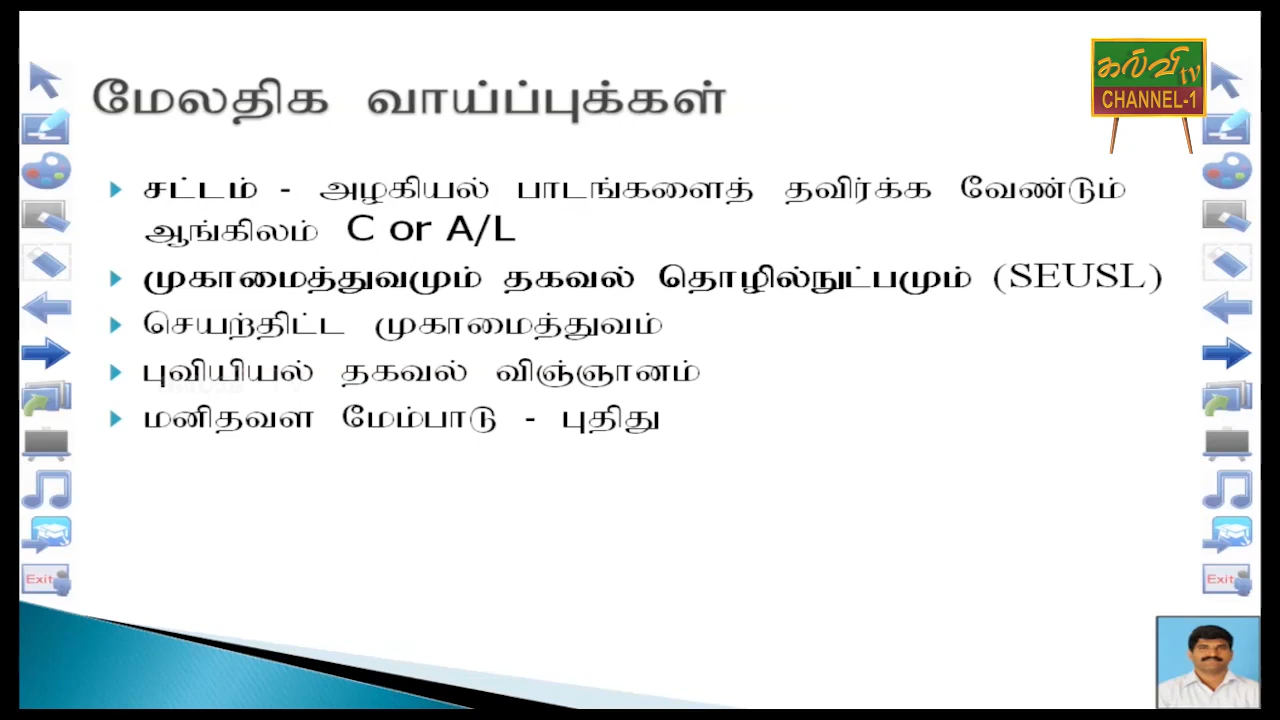 மேலதிக வாய்ப்புக்கள்
கல்வி tv
CHANNEL-1
சட்டம் - அழகியல் பாடங்களைத் தவிர்க்க வேண்டும்
ஆங்கிலம் C or A/L
முகாமைத்துவமும் தகவல் தொழில்நுட்பமும் (SEUSL)
செயற்திட்ட முகாமைத்துவம்
புவியியல் தகவல் விஞ்ஞானம்
மனிதவள மேம்பாடு - புதிது
Exit
Exit